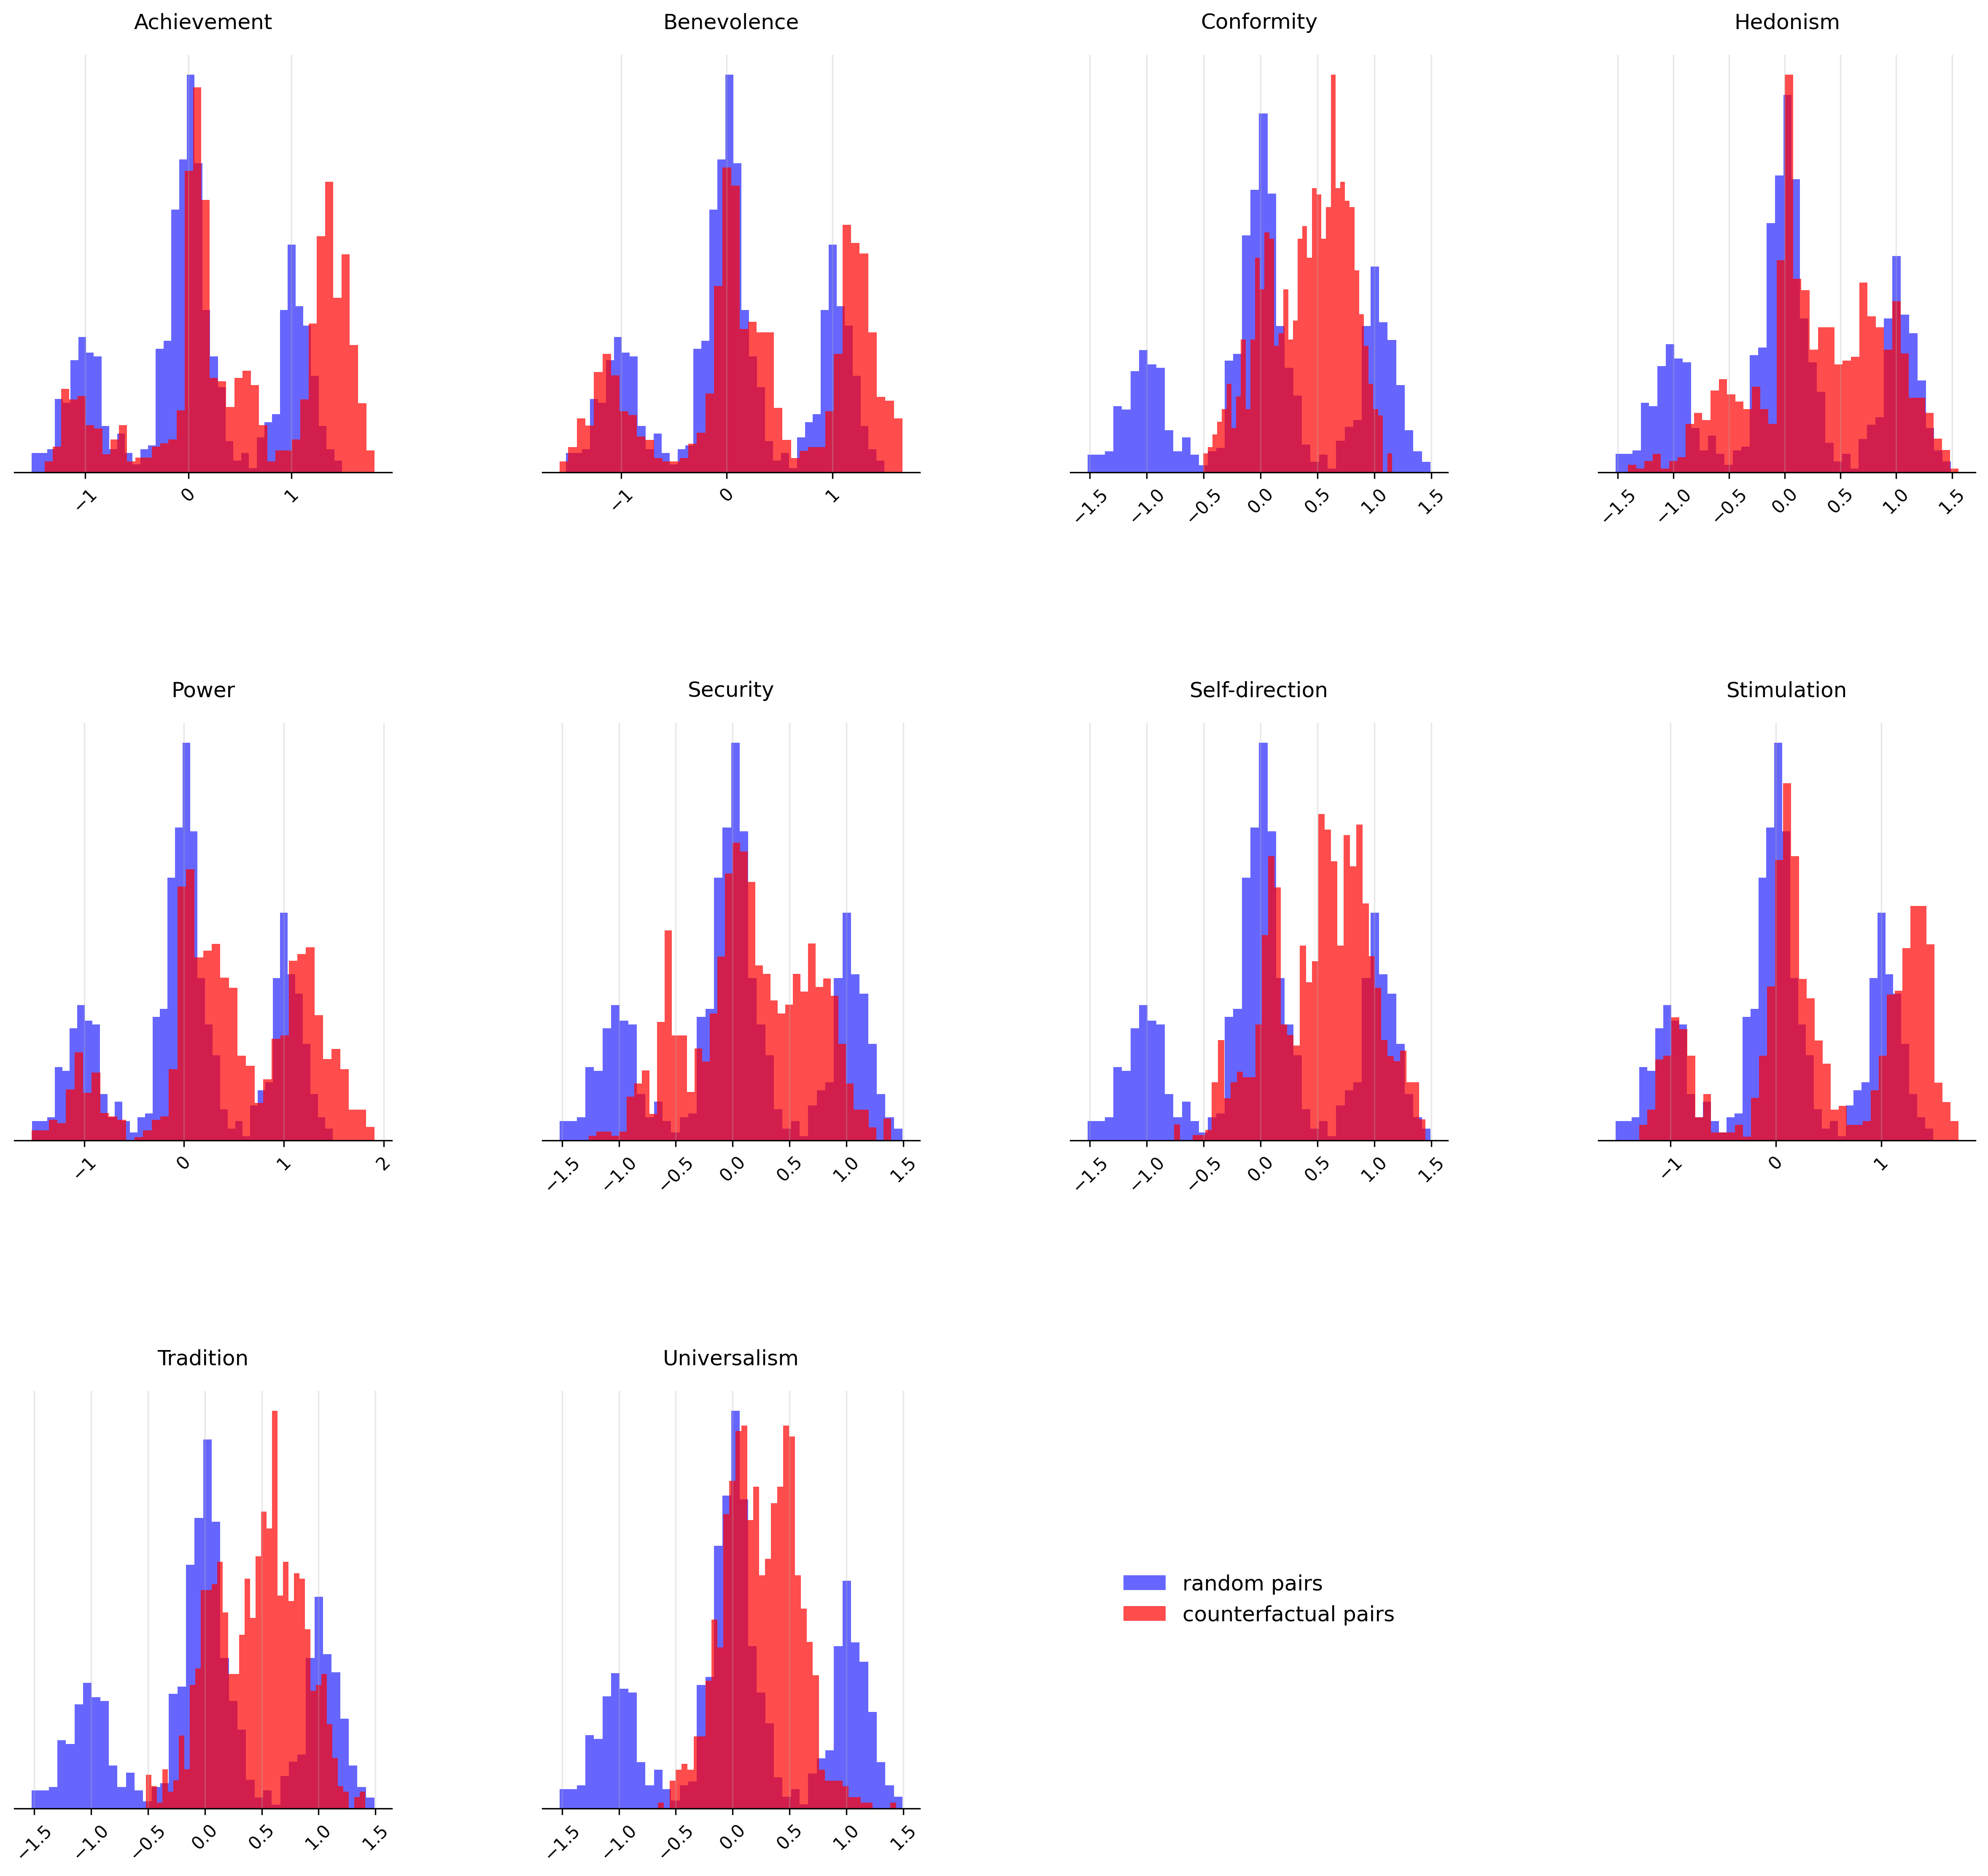 Achievement Benevolence Conformity Hedonism
−1 0 1 −1 0 1 −1.5 −1.0 −0.5 0.0 0.5 1.0 1.5 −1.5 −1.0 −0.5 0.0 0.5 1.0 1.5
Power Security Self-direction Stimulation
−1 0 1 2 −1.5 −1.0 −0.5 0.0 0.5 1.0 1.5 −1.5 −1.0 −0.5 0.0 0.5 1.0 1.5 −1 0 1
Tradition Universalism
random pairs
counterfactual pairs
−1.5 −1.0 −0.5 0.0 0.5 1.0 1.5 −1.5 −1.0 −0.5 0.0 0.5 1.0 1.5